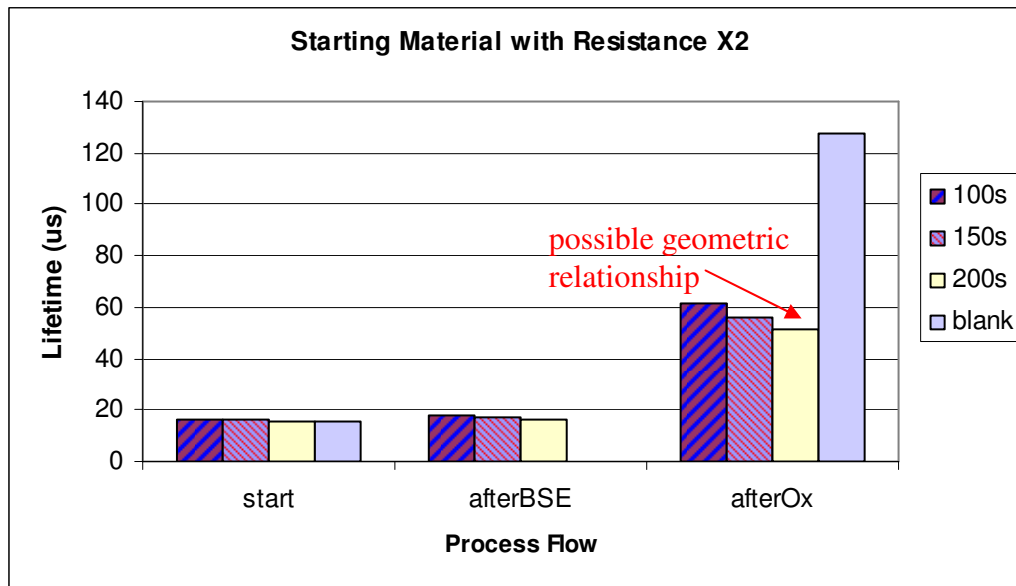 Starting Material with Resistance X2
140
120
100
80
60
40
20
0
Lifetime (us)
possible geometric
relationship
start
afterBSE
afterOx
Process Flow
100s
150s
200s
blank